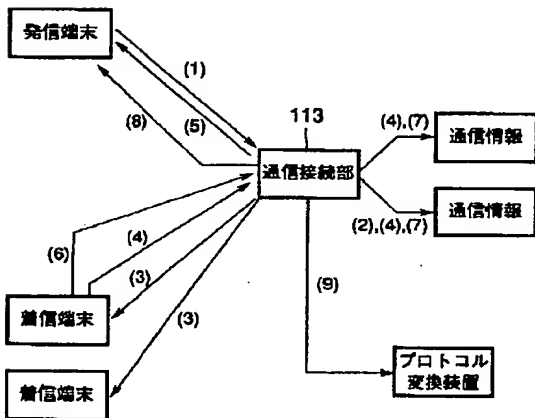 発信端末
(1)
(5)
(8)
113
(4),(7)
通信情報
通信接続部
通信情報
(2),(4),(7)
(6)
(4)
(3)
(3)
(9)
着信端末
着信端末
プロトコル
変換装置